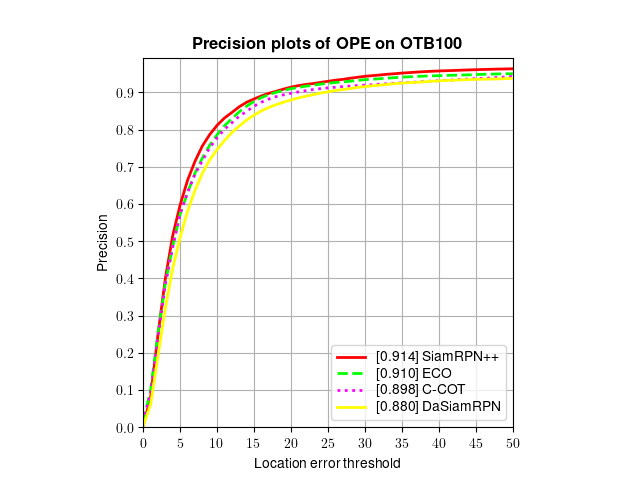 Precision plots of OPE on OTB100
Precision
0.9
0.8
0.7
0.6
0.5
0.4
0.3
0.2
0.1
0.0
[0.914] SiamRPN++
[0.910] ECO
[0.898] C-COT
[0.880] DaSiamRPN
0 5 10 15 20 25 30 35 40 45 50
Location error threshold